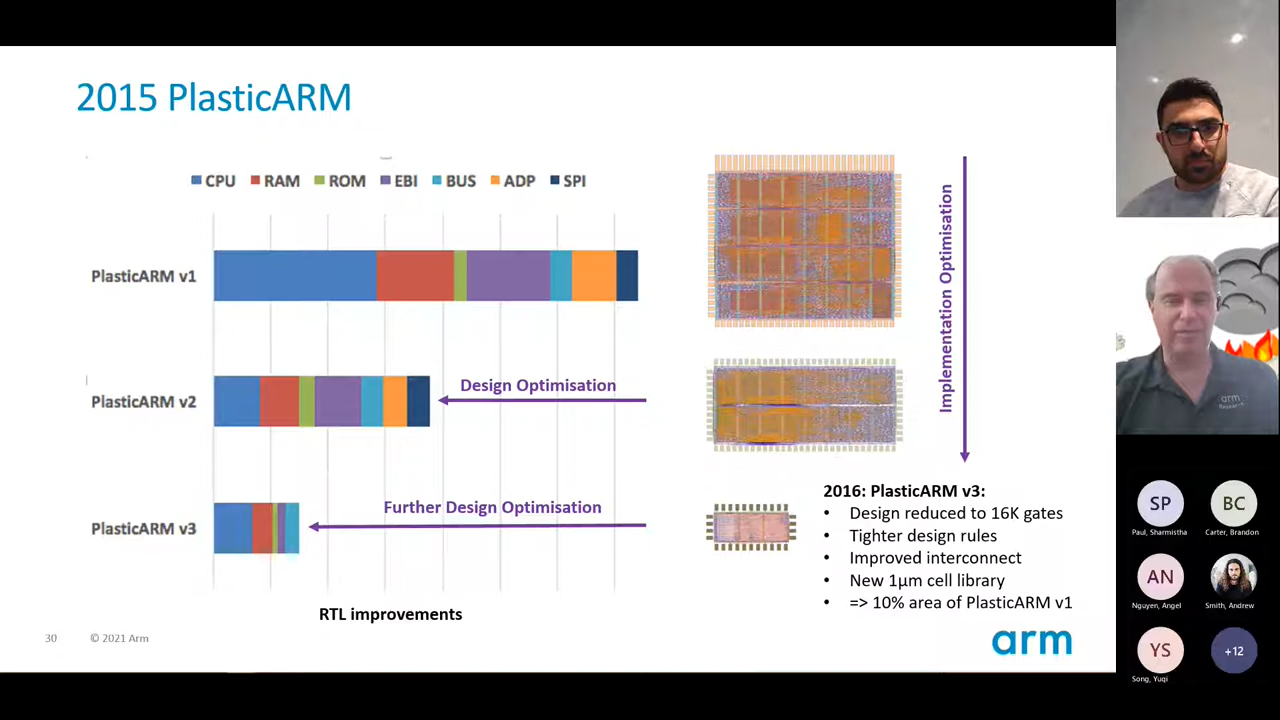 2015 PlasticARM
CPU RAM ROM EBI BUS ADP SPI
PlasticARM v1
PlasticARM v2
Design Optimisation
PlasticARM v3
Further Design Optimisation
RTL improvements
Implementation Optimisation
2016: PlasticARM v3:
• Design reduced to 16K gates
• Tighter design rules
• Improved interconnect
• New 1µm cell library
• => 10% area of PlasticARM v1
30 © 2021 Arm
arm
arm
Research
SP
Paul, Sharmistha
BC
Carter, Brandon
AN
Nguyen, Angel
Smith, Andrew
YS
Song, Yuqi
+12